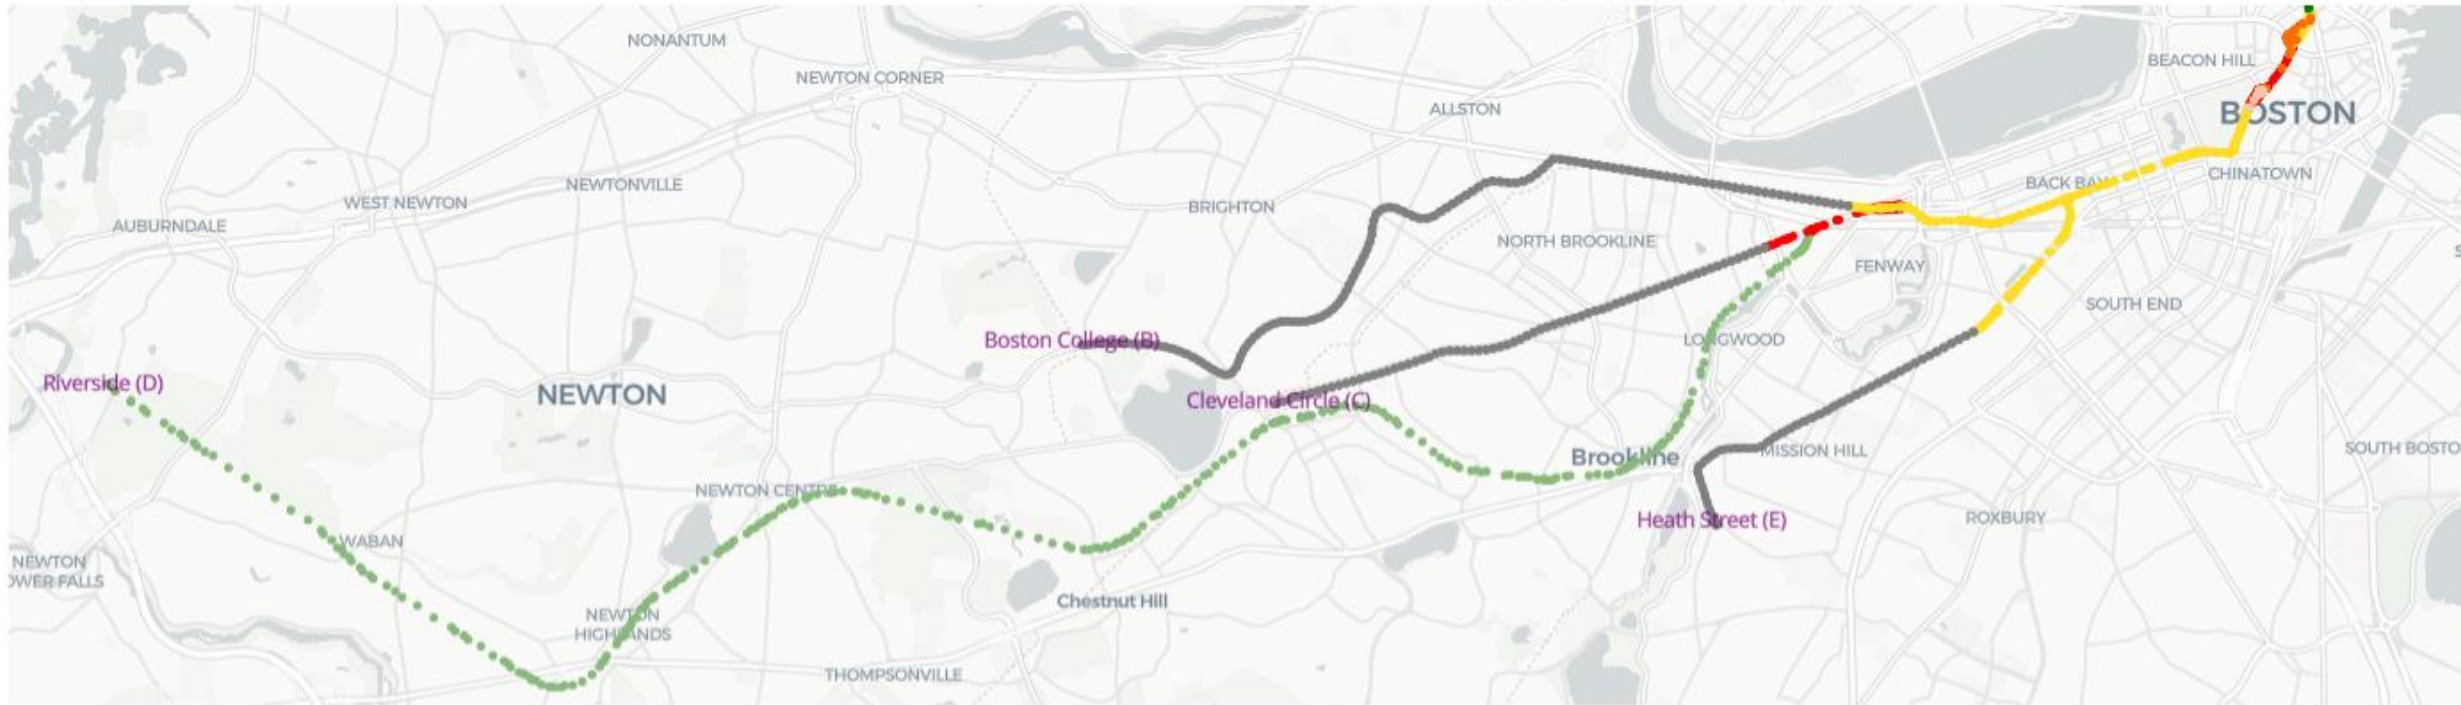 NONANTUM
BEACON HILL
NEWTON CORNER
ALLSTON
BOSTON
CHINATOWN
BACK BAY
NEWTONVILLE
WEST NEWTON
BRIGHTON
AUBURNDALE
NORTH BROOKLINE
FENWAY
SOUTH END
Boston College (B)
LONGWOOD
Riverside (D)
NEWTON
Cleveland Circle (C)
MISSION HILL
SOUTH BOSTO
Brookline
NEWTON CENTRE
Heath Street (E)
ROXBURY
WABAN
NEWTON
OWER FALLS
Chestnut Hill
NEWTON
HIGHLANDS
THOMPSONVILLE